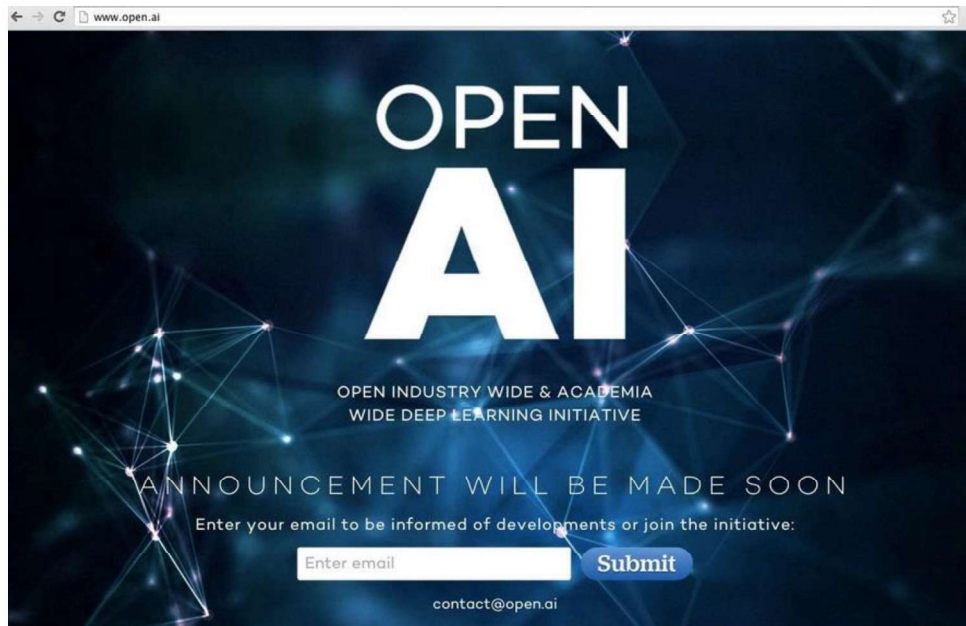 www.open.ai
OPEN
AI
OPEN INDUSTRY WIDE & ACADEMIA
WIDE DEEP LEARNING INITIATIVE
ANNOUNCEMENT WILL BE MADE SOON
Enter your email to be informed of developments or join the initiative:
Enter email Submit
contact@open.ai